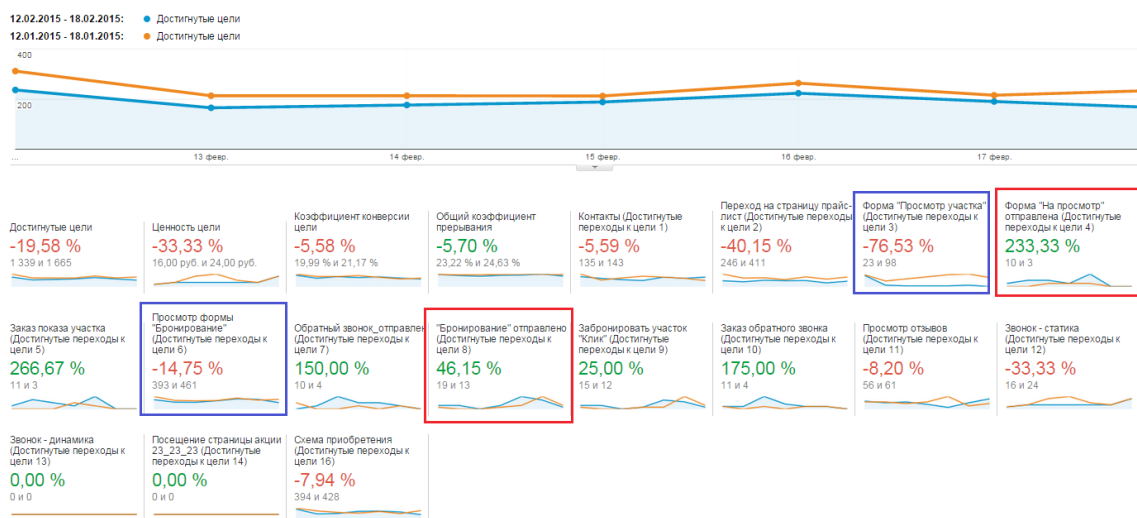 12.02.2015 - 18.02.2015: Достигнутые цели
12.01.2015 - 18.01.2015: Достигнутые цели
400
200
...
13 февр.
14 февр.
15 февр.
16 февр.
17 февр.
Достигнутые цели
-19,58 %
1 339 и 1 665
Ценность цели
-33,33 %
16,00 руб. и 24,00 руб.
Коэффициент конверсии
цели
-5,58 %
19,99 % и 21,17 %
Общий коэффициент
прерывания
-5,70 %
23,22 % и 24,63 %
Контакты (Достигнутые
переходы к цели 1)
-5,59 %
135 и 143
Переход на страницу прайс-
лист (Достигнутые переходы
к цели 2)
-40,15 %
246 и 411
Форма "Просмотр участка"
(Достигнутые переходы к
цели 3)
-76,53 %
23 и 98
Форма "На просмотр"
отправлена (Достигнутые
переходы к цели 4)
233,33 %
10 и 3
Заказ показа участка
(Достигнутые переходы к
цели 5)
266,67 %
11 и 3
Просмотр формы
"Бронирование"
(Достигнутые переходы к
цели 6)
-14,75 %
393 и 461
Обратный звонок_отправлен
(Достигнутые переходы к
цели 7)
150,00 %
10 и 4
"Бронирование" отправлено
(Достигнутые переходы к
цели 8)
46,15 %
19 и 13
Забронировать участок
"Клик" (Достигнутые
переходы к цели 9)
25,00 %
15 и 12
Заказ обратного звонка
(Достигнутые переходы к
цели 10)
175,00 %
11 и 4
Просмотр отзывов
(Достигнутые переходы к
цели 11)
-8,20 %
56 и 61
Звонок - статика
(Достигнутые переходы к
цели 12)
-33,33 %
16 и 24
Звонок - динамика
(Достигнутые переходы к
цели 13)
0,00 %
0 и 0
Посещение страницы акции
23_23_23 (Достигнутые
переходы к цели 14)
0,00 %
0 и 0
Схема приобретения
(Достигнутые переходы к
цели 16)
-7,94 %
394 и 428